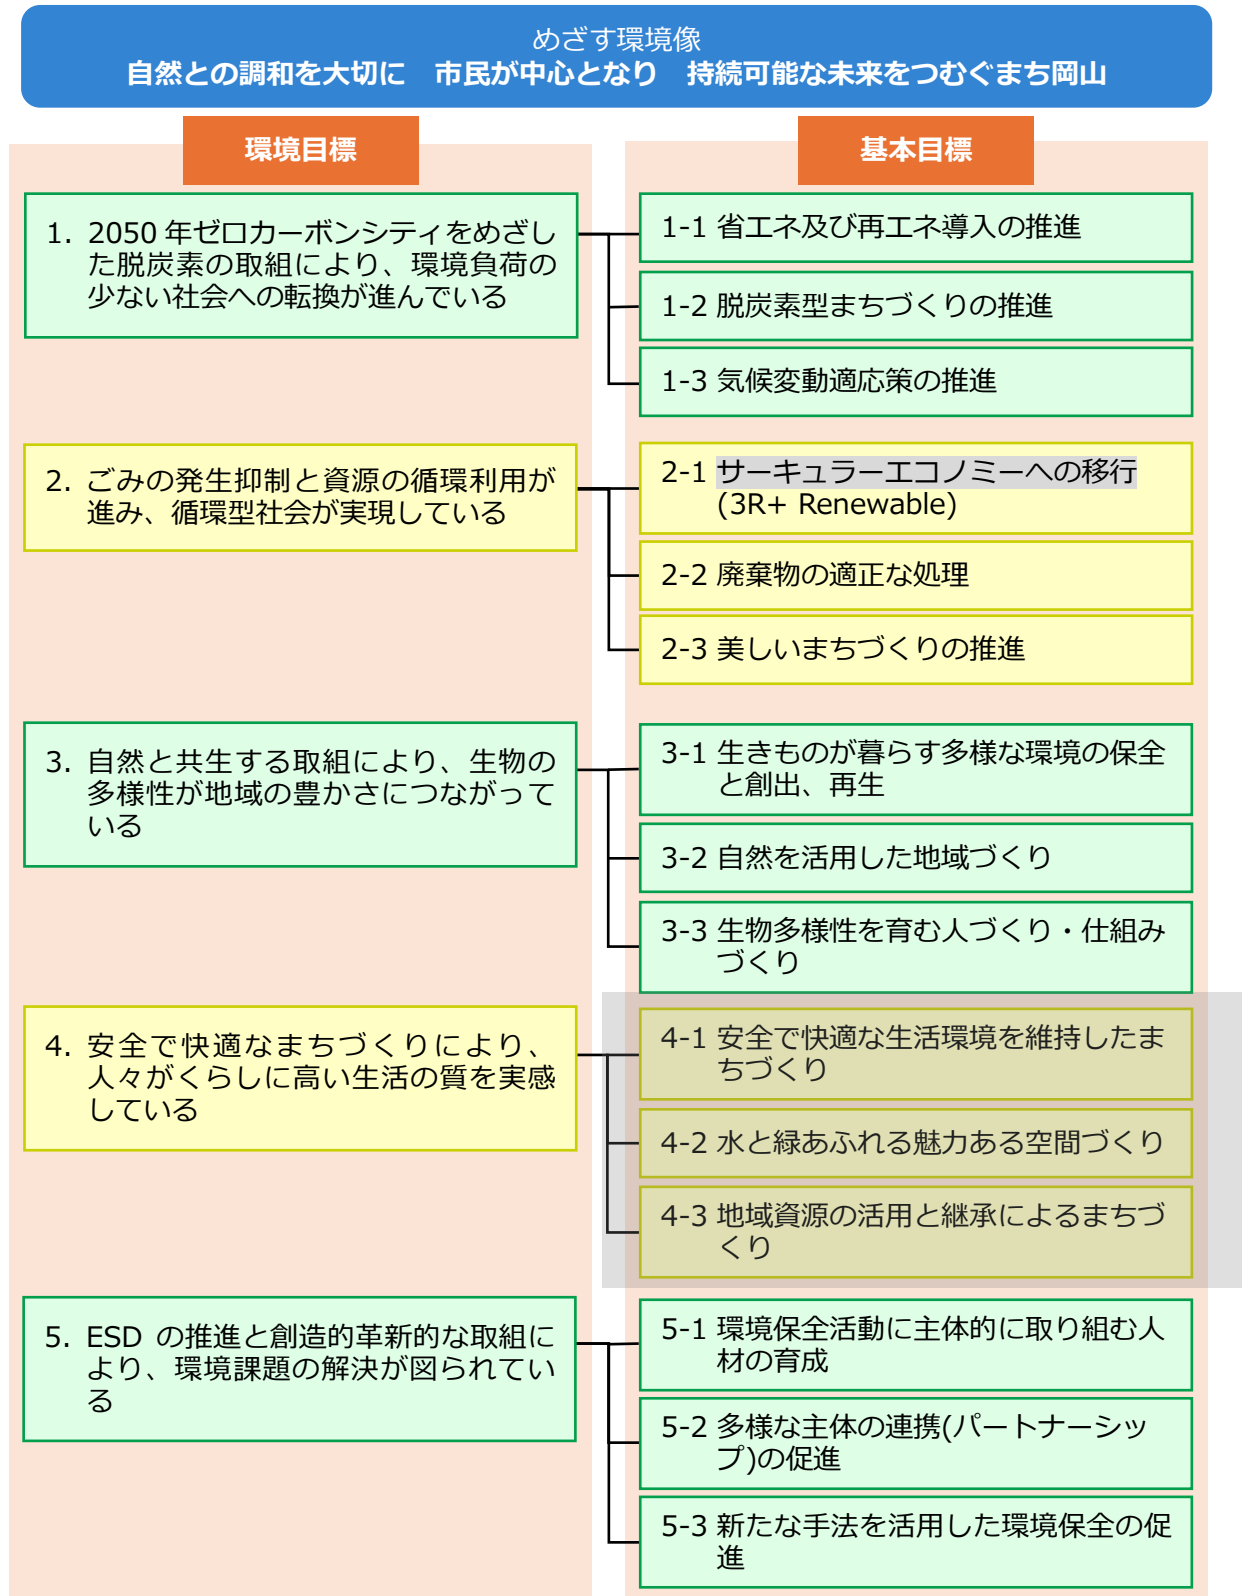 めざす環境像
自然との調和を大切に　市民が中心となり　持続可能な未来をつむぐまち岡山
環境目標
基本目標
1. 2050年ゼロカーボンシティをめざし
た脱炭素の取組により、環境負荷の
少ない社会への転換が進んでいる
1-1 省エネ及び再エネ導入の推進
1-2 脱炭素型まちづくりの推進
1-3 気候変動適応策の推進
2. ごみの発生抑制と資源の循環利用が
進み、循環型社会が実現している
2-1 サーキュラーエコノミーへの移行
(3R+ Renewable)
2-2 廃棄物の適正な処理
2-3 美しいまちづくりの推進
3. 自然と共生する取組により、生物の
多様性が地域の豊かさにつながって
いる
3-1 生きものが暮らす多様な環境の保全
と創出、再生
3-2 自然を活用した地域づくり
3-3 生物多様性を育む人づくり・仕組み
づくり
4. 安全で快適なまちづくりにより、
人々がくらしに高い生活の質を実感
している
4-1 安全で快適な生活環境を維持したま
ちづくり
4-2 水と緑あふれる魅力ある空間づくり
4-3 地域資源の活用と継承によるまちづ
くり
5. ESD の推進と創造的革新的な取組に
より、環境課題の解決が図られてい
る
5-1 環境保全活動に主体的に取り組む人
材の育成
5-2 多様な主体の連携(パートナーシッ
プ)の促進
5-3 新たな手法を活用した環境保全の促
進